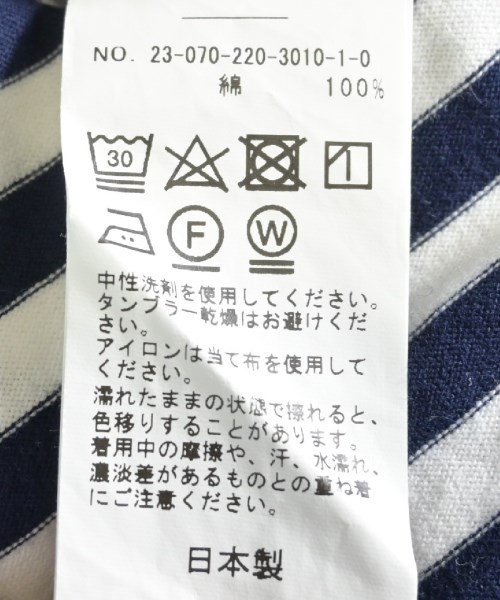 NO. 23-070-220-3010-1-0
綿 100%
30
F W
中性洗剤を使用してください。
タンブラー乾燥はお避けくだ
さい。
アイロンは当て布を使用して
ください。
濡れたままの状態で擦れると、
色移りすることがあります。
着用中の摩擦や、汗、水濡れ、
濃淡差があるものとの重ね着
にご注意ください。
日本製